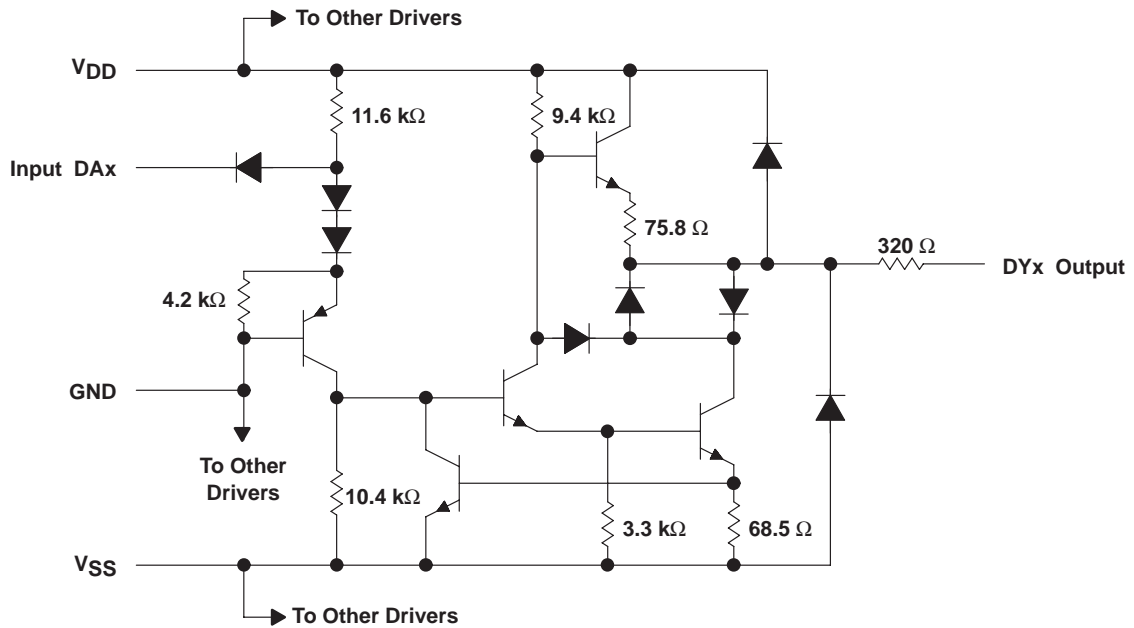 To Other Drivers
VDD
11.6 kΩ
9.4 kΩ
Input DAx
75.8 Ω
320 Ω
DYx Output
4.2 kΩ
GND
To Other
Drivers
10.4 kΩ
3.3 kΩ
68.5 Ω
VSS
To Other Drivers